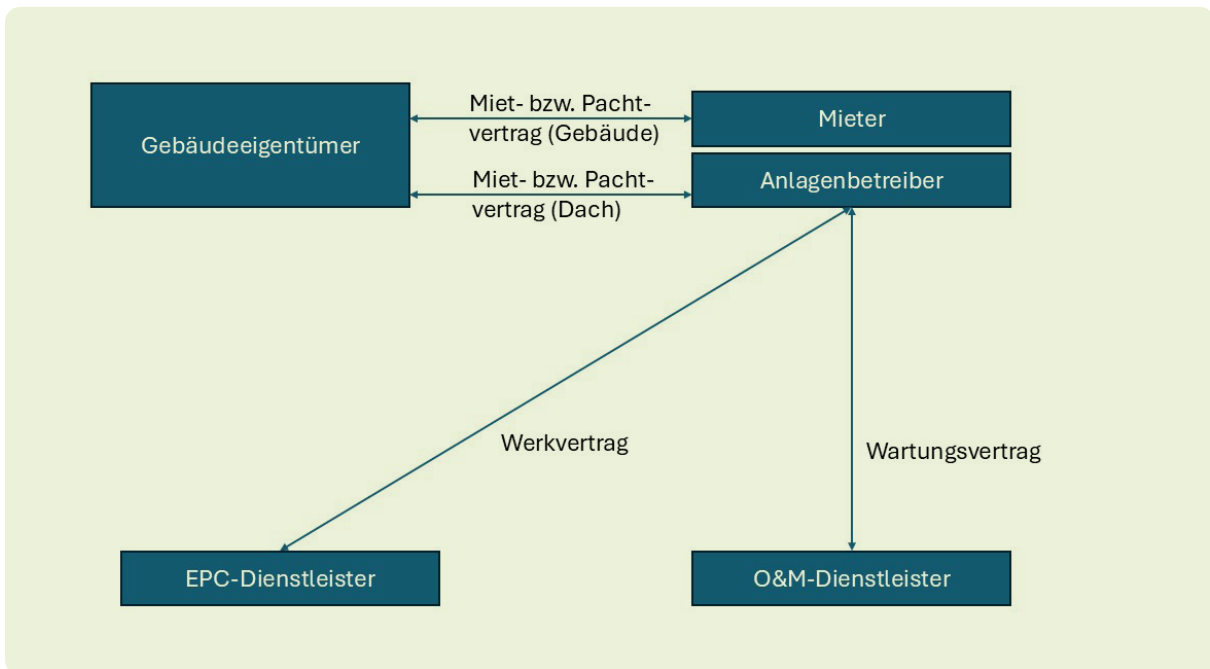 Gebäudeeigentümer
Miet- bzw. Pacht-
vertrag (Gebäude)
Mieter
Miet- bzw. Pacht-
vertrag (Dach)
Anlagenbetreiber
Werkvertrag
Wartungsvertrag
EPC-Dienstleister
O&M-Dienstleister